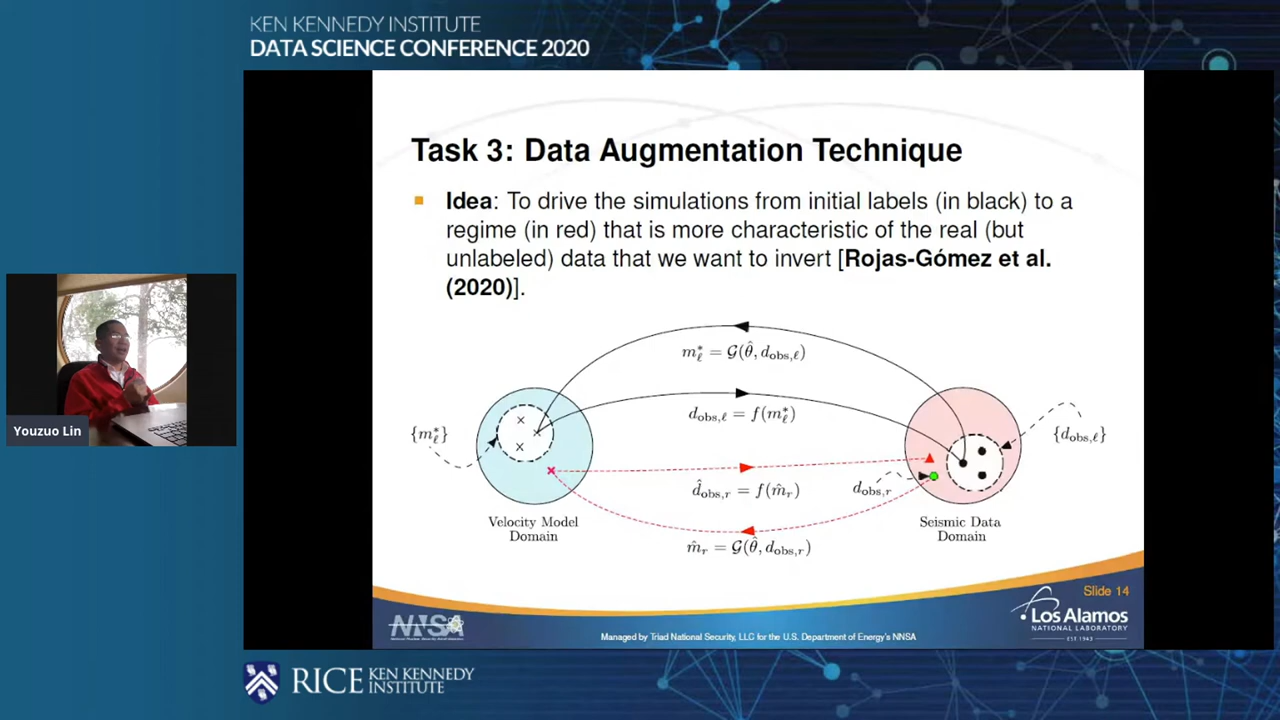 KEN KENNEDY INSTITUTE
DATA SCIENCE CONFERENCE 2020
Task 3: Data Augmentation Technique
Idea: To drive the simulations from initial labels (in black) to a
regime (in red) that is more characteristic of the real (but
unlabeled) data that we want to invert [Rojas-Gómez et al.
(2020)].
m*ℓ = G(θ̂, dobs,ℓ)
dobs,ℓ = f(m*ℓ)
{m*ℓ}
{dobs,ℓ}
d̂obs,r = f(m̂r)
dobs,r
m̂r = G(θ̂, dobs,r)
Velocity Model
Domain
Seismic Data
Domain
Youzuo Lin
Slide 14
NNSA
Managed by Triad National Security, LLC for the U.S. Department of Energy's NNSA
Los Alamos
NATIONAL LABORATORY
EST.1943
RICE KEN KENNEDY
INSTITUTE